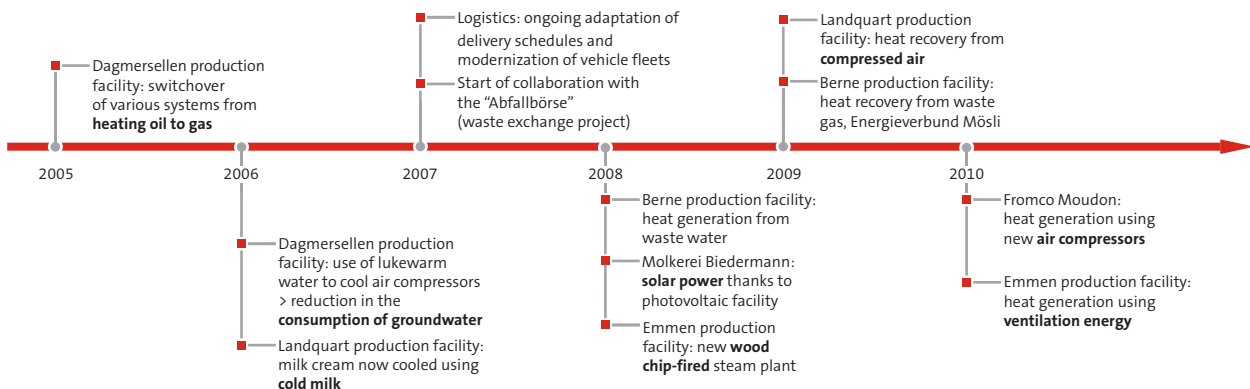 Dagmersellen production
facility: switchover
of various systems from
heating oil to gas
Logistics: ongoing adaptation of
delivery schedules and
modernization of vehicle fleets
Start of collaboration with
the “Abfallbörse”
(waste exchange project)
Landquart production
facility: heat recovery from
compressed air
Berne production facility:
heat recovery from waste
gas, Energieverbund Mösli
2005
2006
2007
2008
2009
2010
Dagmersellen production
facility: use of lukewarm
water to cool air compressors
> reduction in the
consumption of groundwater
Landquart production facility:
milk cream now cooled using
cold milk
Berne production facility:
heat generation from
waste water
Molkerei Biedermann:
solar power thanks to
photovoltaic facility
Emmen production
facility: new wood
chip-fired steam plant
Fromco Moudon:
heat generation using
new air compressors
Emmen production facility:
heat generation using
ventilation energy